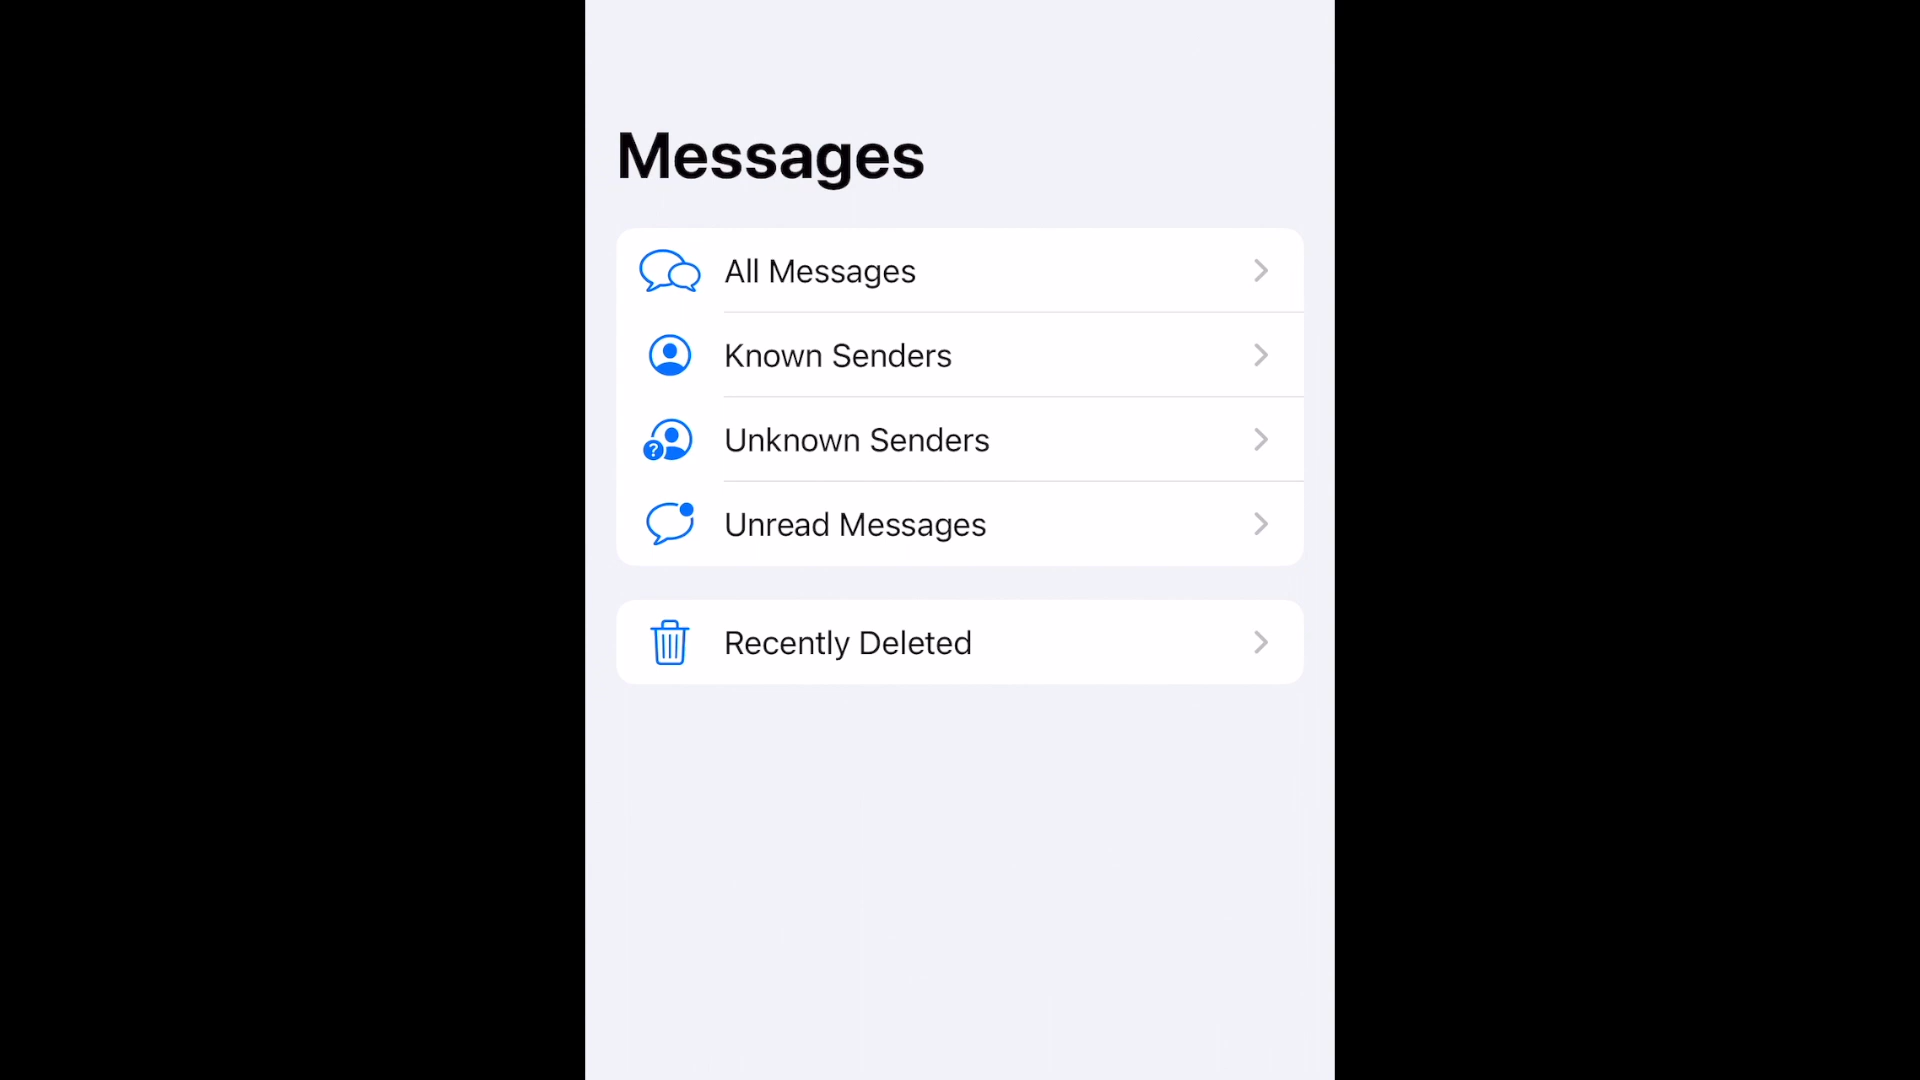 Messages
All Messages
Known Senders
? Unknown Senders
Unread Messages
Recently Deleted